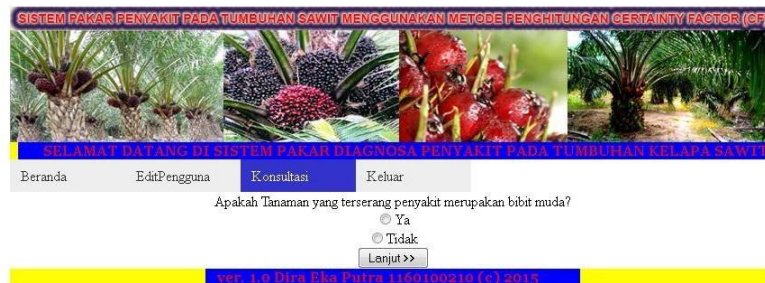 SISTEM PAKAR PENYAKIT PADA TUMBUHAN SAWIT MENGGUNAKAN METODE PENGHITUNGAN CERTAINTY FACTOR (CF
SELAMAT DATANG DI SISTEM PAKAR DIAGNOSA PENYAKIT PADA TUMBUHAN KELAPA SAWIT
Beranda EditPengguna Konsultasi Keluar
Apakah Tanaman yang terserang penyakit merupakan bibit muda?
Ya
Tidak
Lanjut >>
ver. 1.0 Dira Eka Putra 1160100210 (c) 2015